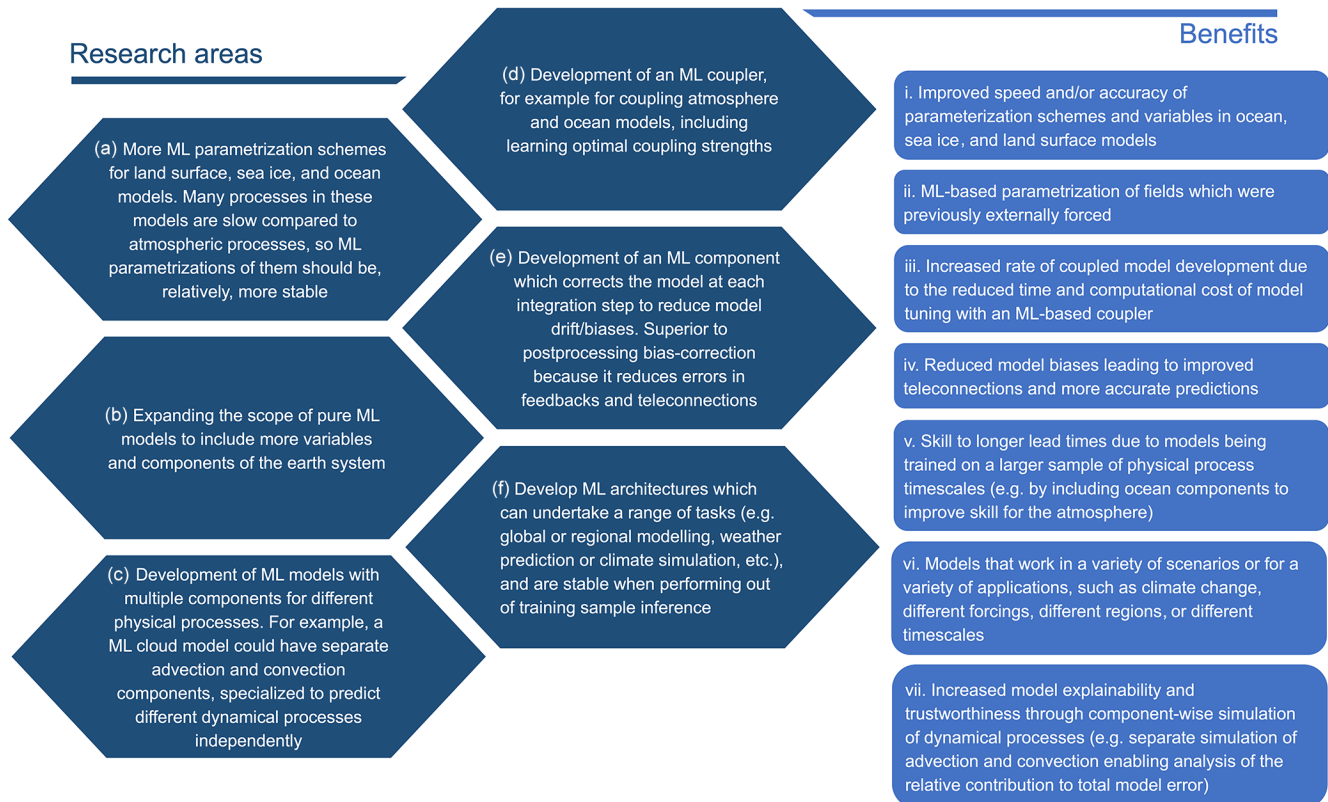 Research areas
(a) More ML parametrization schemes
for land surface, sea ice, and ocean
models. Many processes in these
models are slow compared to
atmospheric processes, so ML
parametrizations of them should be,
relatively, more stable
(b) Expanding the scope of pure ML
models to include more variables
and components of the earth system
(c) Development of ML models with
multiple components for different
physical processes. For example, a
ML cloud model could have separate
advection and convection
components, specialized to predict
different dynamical processes
independently
(d) Development of an ML coupler,
for example for coupling atmosphere
and ocean models, including
learning optimal coupling strengths
(e) Development of an ML component
which corrects the model at each
integration step to reduce model
drift/biases. Superior to
postprocessing bias-correction
because it reduces errors in
feedbacks and teleconnections
(f) Develop ML architectures which
can undertake a range of tasks (e.g.
global or regional modelling, weather
prediction or climate simulation, etc.),
and are stable when performing out
of training sample inference
Benefits
i. Improved speed and/or accuracy of
parameterization schemes and variables in ocean,
sea ice, and land surface models
ii. ML-based parametrization of fields which were
previously externally forced
iii. Increased rate of coupled model development due
to the reduced time and computational cost of model
tuning with an ML-based coupler
iv. Reduced model biases leading to improved
teleconnections and more accurate predictions
v. Skill to longer lead times due to models being
trained on a larger sample of physical process
timescales (e.g. by including ocean components to
improve skill for the atmosphere)
vi. Models that work in a variety of scenarios or for a
variety of applications, such as climate change,
different forcings, different regions, or different
timescales
vii. Increased model explainability and
trustworthiness through component-wise simulation
of dynamical processes (e.g. separate simulation of
advection and convection enabling analysis of the
relative contribution to total model error)